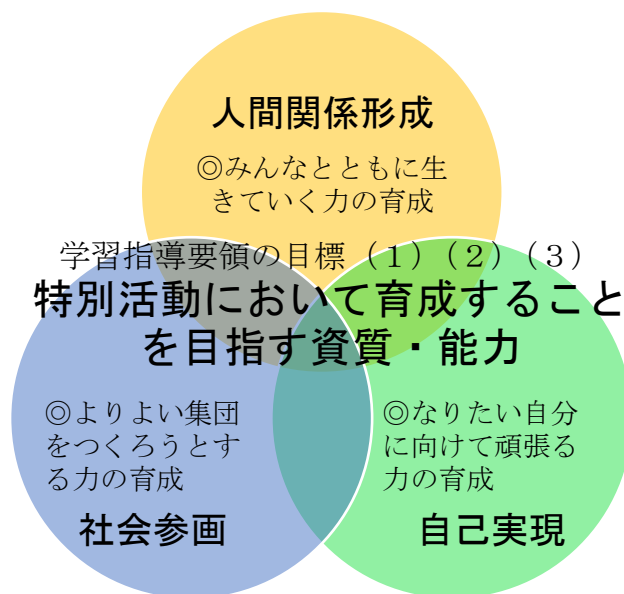 人間関係形成
◎みんなとともに生
きていく力の育成
学習指導要領の目標（１）（２）（３）
特別活動において育成すること
を目指す資質・能力
◎よりよい集団
をつくろうとす
る力の育成
社会参画
◎なりたい自分
に向けて頑張る
力の育成
自己実現